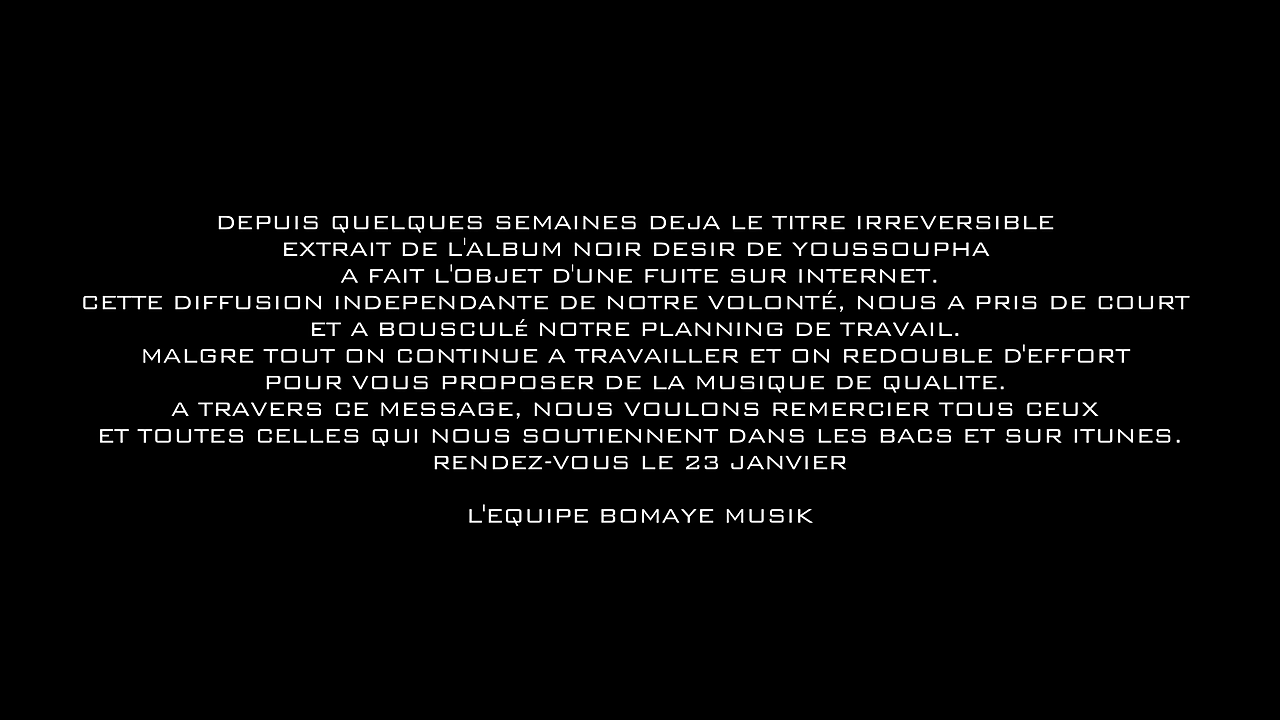 DEPUIS QUELQUES SEMAINES DEJA LE TITRE IRREVERSIBLE
EXTRAIT DE L'ALBUM NOIR DESIR DE YOUSSOUPHA
A FAIT L'OBJET D'UNE FUITE SUR INTERNET.
CETTE DIFFUSION INDEPENDANTE DE NOTRE VOLONTÉ, NOUS A PRIS DE COURT
ET A BOUSCULÉ NOTRE PLANNING DE TRAVAIL.
MALGRE TOUT ON CONTINUE A TRAVAILLER ET ON REDOUBLE D'EFFORT
POUR VOUS PROPOSER DE LA MUSIQUE DE QUALITE.
A TRAVERS CE MESSAGE, NOUS VOULONS REMERCIER TOUS CEUX
ET TOUTES CELLES QUI NOUS SOUTIENNENT DANS LES BACS ET SUR ITUNES.
RENDEZ-VOUS LE 23 JANVIER
L'EQUIPE BOMAYE MUSIK